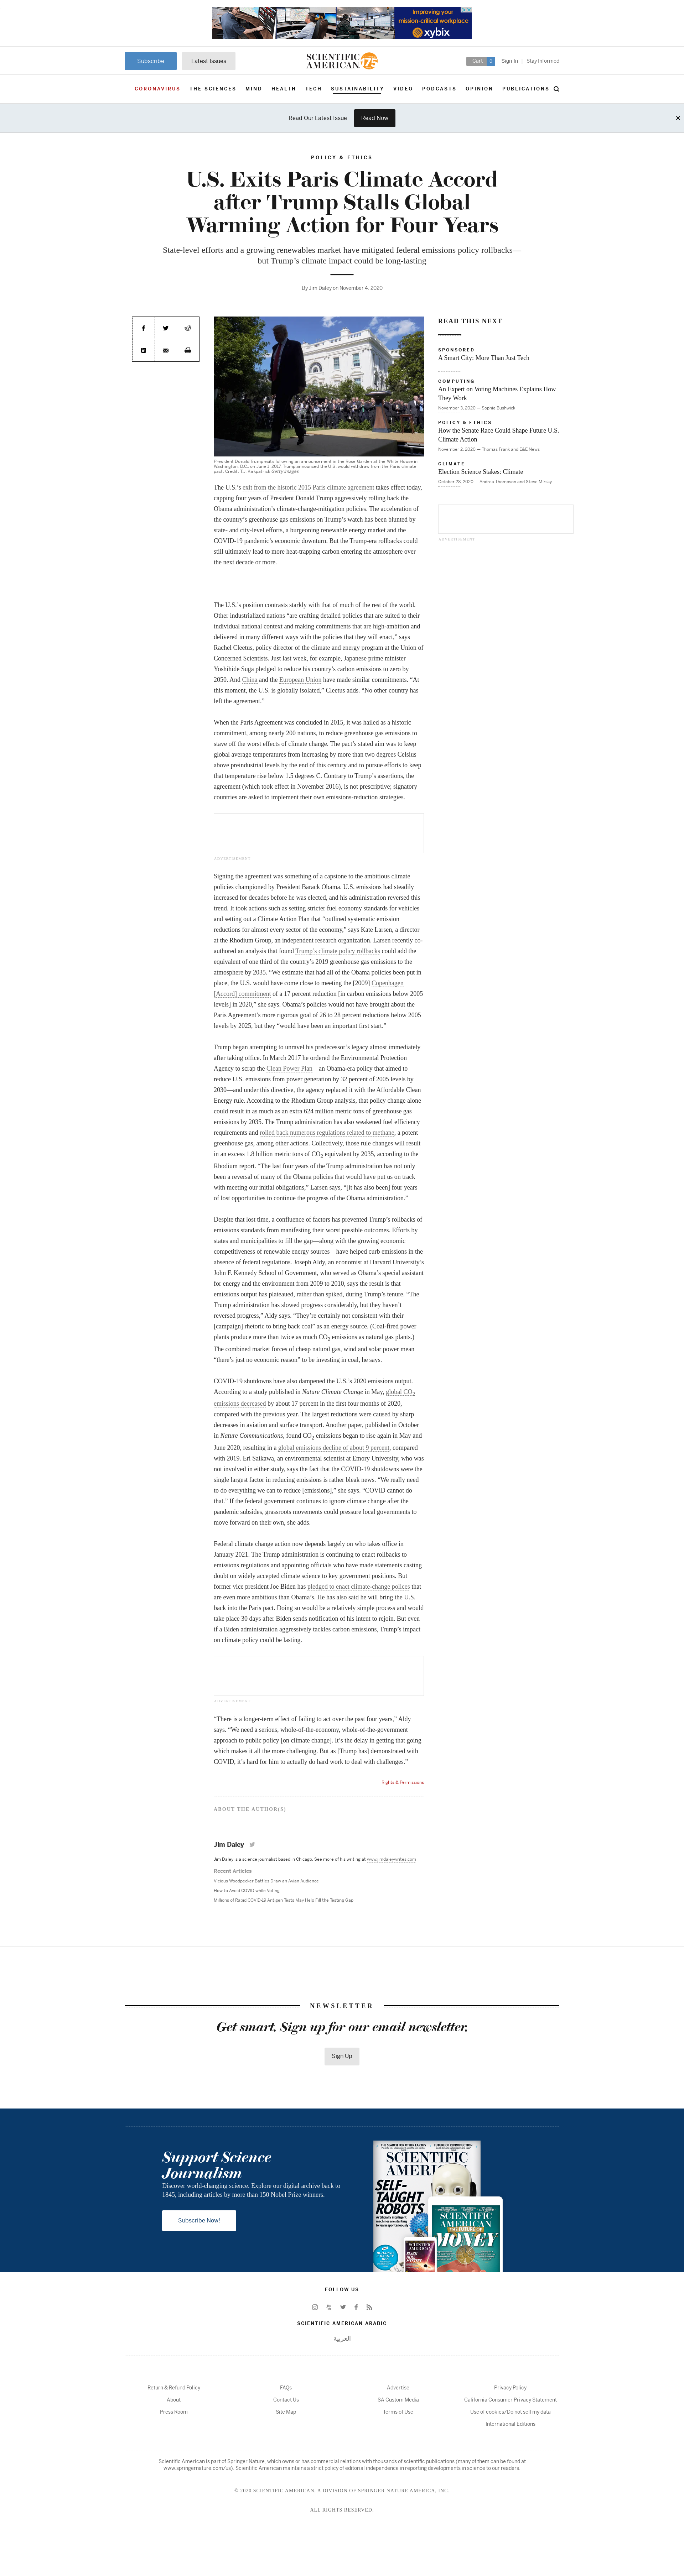 improving your
mission-critical workplace
xybix
Subscribe
Latest Issues
SCIENTIFIC
AMERICAN 175
Cart 0 Sign In | Stay Informed
CORONAVIRUS THE SCIENCES MIND HEALTH TECH SUSTAINABILITY VIDEO PODCASTS OPINION PUBLICATIONS
Read Our Latest Issue Read Now
POLICY & ETHICS
U.S. Exits Paris Climate Accord
after Trump Stalls Global
Warming Action for Four Years
State-level efforts and a growing renewables market have mitigated federal emissions policy rollbacks—
but Trump’s climate impact could be long-lasting
By Jim Daley on November 4, 2020
President Donald Trump exits following an announcement in the Rose Garden at the White House in
Washington, D.C., on June 1, 2017. Trump announced the U.S. would withdraw from the Paris climate
pact. Credit: T.J. Kirkpatrick Getty Images
The U.S.’s exit from the historic 2015 Paris climate agreement takes effect today,
capping four years of President Donald Trump aggressively rolling back the
Obama administration’s climate-change-mitigation policies. The acceleration of
the country’s greenhouse gas emissions on Trump’s watch has been blunted by
state- and city-level efforts, a burgeoning renewable energy market and the
COVID-19 pandemic’s economic downturn. But the Trump-era rollbacks could
still ultimately lead to more heat-trapping carbon entering the atmosphere over
the next decade or more.
The U.S.’s position contrasts starkly with that of much of the rest of the world.
Other industrialized nations “are crafting detailed policies that are suited to their
individual national context and making commitments that are high-ambition and
delivered in many different ways with the policies that they will enact,” says
Rachel Cleetus, policy director of the climate and energy program at the Union of
Concerned Scientists. Just last week, for example, Japanese prime minister
Yoshihide Suga pledged to reduce his country’s carbon emissions to zero by
2050. And China and the European Union have made similar commitments. “At
this moment, the U.S. is globally isolated,” Cleetus adds. “No other country has
left the agreement.”
When the Paris Agreement was concluded in 2015, it was hailed as a historic
commitment, among nearly 200 nations, to reduce greenhouse gas emissions to
stave off the worst effects of climate change. The pact’s stated aim was to keep
global average temperatures from increasing by more than two degrees Celsius
above preindustrial levels by the end of this century and to pursue efforts to keep
that temperature rise below 1.5 degrees C. Contrary to Trump’s assertions, the
agreement (which took effect in November 2016), is not prescriptive; signatory
countries are asked to implement their own emissions-reduction strategies.
ADVERTISEMENT
Signing the agreement was something of a capstone to the ambitious climate
policies championed by President Barack Obama. U.S. emissions had steadily
increased for decades before he was elected, and his administration reversed this
trend. It took actions such as setting stricter fuel economy standards for vehicles
and setting out a Climate Action Plan that “outlined systematic emission
reductions for almost every sector of the economy,” says Kate Larsen, a director
at the Rhodium Group, an independent research organization. Larsen recently co-
authored an analysis that found Trump’s climate policy rollbacks could add the
equivalent of one third of the country’s 2019 greenhouse gas emissions to the
atmosphere by 2035. “We estimate that had all of the Obama policies been put in
place, the U.S. would have come close to meeting the [2009] Copenhagen
[Accord] commitment of a 17 percent reduction [in carbon emissions below 2005
levels] in 2020,” she says. Obama’s policies would not have brought about the
Paris Agreement’s more rigorous goal of 26 to 28 percent reductions below 2005
levels by 2025, but they “would have been an important first start.”
Trump began attempting to unravel his predecessor’s legacy almost immediately
after taking office. In March 2017 he ordered the Environmental Protection
Agency to scrap the Clean Power Plan—an Obama-era policy that aimed to
reduce U.S. emissions from power generation by 32 percent of 2005 levels by
2030—and under this directive, the agency replaced it with the Affordable Clean
Energy rule. According to the Rhodium Group analysis, that policy change alone
could result in as much as an extra 624 million metric tons of greenhouse gas
emissions by 2035. The Trump administration has also weakened fuel efficiency
requirements and rolled back numerous regulations related to methane, a potent
greenhouse gas, among other actions. Collectively, those rule changes will result
in an excess 1.8 billion metric tons of CO2 equivalent by 2035, according to the
Rhodium report. “The last four years of the Trump administration has not only
been a reversal of many of the Obama policies that would have put us on track
with meeting our initial obligations,” Larsen says, “[it has also been] four years
of lost opportunities to continue the progress of the Obama administration.”
Despite that lost time, a confluence of factors has prevented Trump’s rollbacks of
emissions standards from manifesting their worst possible outcomes. Efforts by
states and municipalities to fill the gap—along with the growing economic
competitiveness of renewable energy sources—have helped curb emissions in the
absence of federal regulations. Joseph Aldy, an economist at Harvard University’s
John F. Kennedy School of Government, who served as Obama’s special assistant
for energy and the environment from 2009 to 2010, says the result is that
emissions output has plateaued, rather than spiked, during Trump’s tenure. “The
Trump administration has slowed progress considerably, but they haven’t
reversed progress,” Aldy says. “They’re certainly not consistent with their
[campaign] rhetoric to bring back coal” as an energy source. (Coal-fired power
plants produce more than twice as much CO2 emissions as natural gas plants.)
The combined market forces of cheap natural gas, wind and solar power mean
“there’s just no economic reason” to be investing in coal, he says.
COVID-19 shutdowns have also dampened the U.S.’s 2020 emissions output.
According to a study published in Nature Climate Change in May, global CO2
emissions decreased by about 17 percent in the first four months of 2020,
compared with the previous year. The largest reductions were caused by sharp
decreases in aviation and surface transport. Another paper, published in October
in Nature Communications, found CO2 emissions began to rise again in May and
June 2020, resulting in a global emissions decline of about 9 percent, compared
with 2019. Eri Saikawa, an environmental scientist at Emory University, who was
not involved in either study, says the fact that the COVID-19 shutdowns were the
single largest factor in reducing emissions is rather bleak news. “We really need
to do everything we can to reduce [emissions],” she says. “COVID cannot do
that.” If the federal government continues to ignore climate change after the
pandemic subsides, grassroots movements could pressure local governments to
move forward on their own, she adds.
Federal climate change action now depends largely on who takes office in
January 2021. The Trump administration is continuing to enact rollbacks to
emissions regulations and appointing officials who have made statements casting
doubt on widely accepted climate science to key government positions. But
former vice president Joe Biden has pledged to enact climate-change polices that
are even more ambitious than Obama’s. He has also said he will bring the U.S.
back into the Paris pact. Doing so would be a relatively simple process and would
take place 30 days after Biden sends notification of his intent to rejoin. But even
if a Biden administration aggressively tackles carbon emissions, Trump’s impact
on climate policy could be lasting.
ADVERTISEMENT
“There is a longer-term effect of failing to act over the past four years,” Aldy
says. “We need a serious, whole-of-the-economy, whole-of-the-government
approach to public policy [on climate change]. It’s the delay in getting that going
which makes it all the more challenging. But as [Trump has] demonstrated with
COVID, it’s hard for him to actually do hard work to deal with challenges.”
Rights & Permissions
ABOUT THE AUTHOR(S)
Jim Daley
Jim Daley is a science journalist based in Chicago. See more of his writing at www.jimdaleywrites.com
Recent Articles
Vicious Woodpecker Battles Draw an Avian Audience
How to Avoid COVID while Voting
Millions of Rapid COVID-19 Antigen Tests May Help Fill the Testing Gap
READ THIS NEXT
SPONSORED
A Smart City: More Than Just Tech
COMPUTING
An Expert on Voting Machines Explains How
They Work
November 3, 2020 — Sophie Bushwick
POLICY & ETHICS
How the Senate Race Could Shape Future U.S.
Climate Action
November 2, 2020 — Thomas Frank and E&E News
CLIMATE
Election Science Stakes: Climate
October 28, 2020 — Andrea Thompson and Steve Mirsky
ADVERTISEMENT
NEWSLETTER
Get smart. Sign up for our email newsletter.
Sign Up
Support Science
Journalism
Discover world-changing science. Explore our digital archive back to
1845, including articles by more than 150 Nobel Prize winners.
Subscribe Now!
SCIENTIFIC
AMERICAN
SELF-
TAUGHT
ROBOTS
SCIENTIFIC
AMERICAN
THE FUTURE OF
MONEY
FOLLOW US
SCIENTIFIC AMERICAN ARABIC
العربية
Return & Refund Policy
About
Press Room
FAQs
Contact Us
Site Map
Advertise
SA Custom Media
Terms of Use
Privacy Policy
California Consumer Privacy Statement
Use of cookies/Do not sell my data
International Editions
Scientific American is part of Springer Nature, which owns or has commercial relations with thousands of scientific publications (many of them can be found at
www.springernature.com/us). Scientific American maintains a strict policy of editorial independence in reporting developments in science to our readers.
© 2020 SCIENTIFIC AMERICAN, A DIVISION OF SPRINGER NATURE AMERICA, INC.
ALL RIGHTS RESERVED.